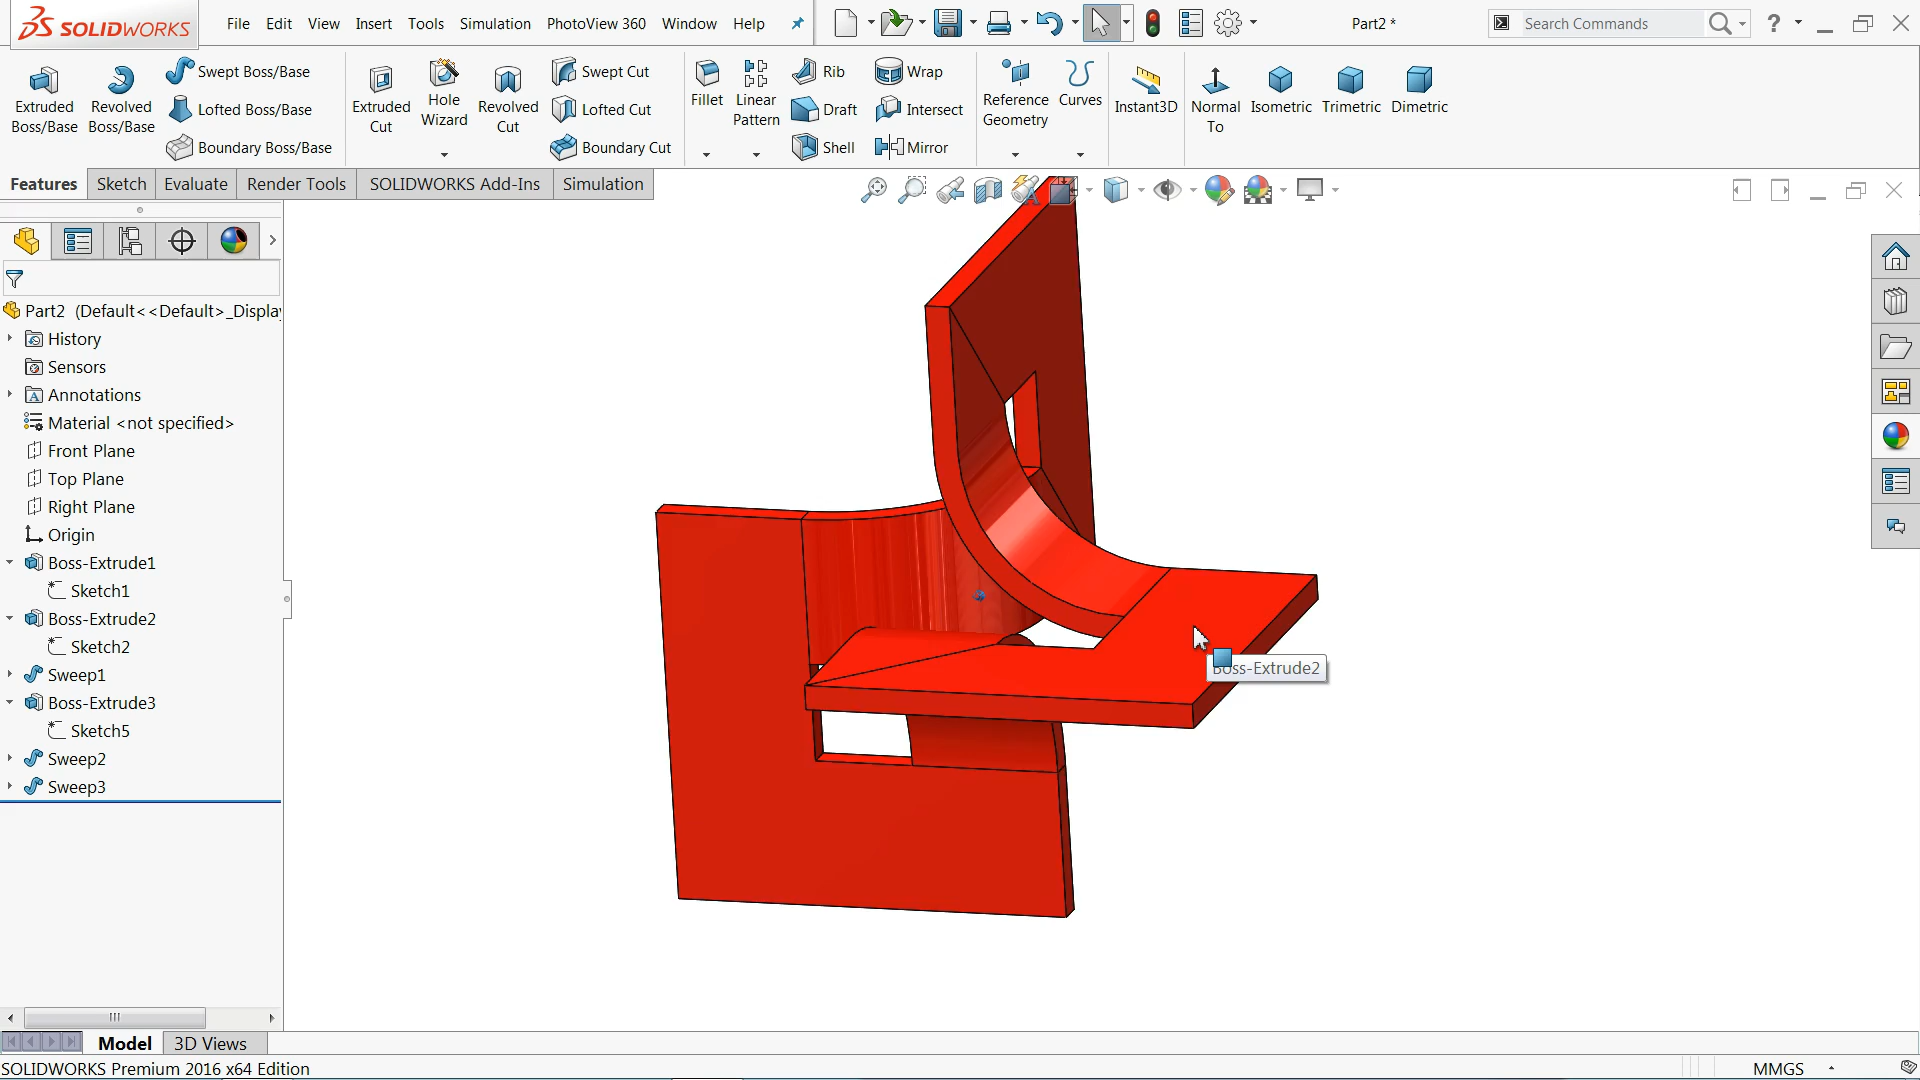 SOLIDWORKS
File Edit View Insert Tools Simulation PhotoView 360 Window Help
Part2 *
Search Commands
?
Extruded Boss/Base
Revolved Boss/Base
Swept Boss/Base
Lofted Boss/Base
Boundary Boss/Base
Extruded Cut
Hole Wizard
Revolved Cut
Swept Cut
Lofted Cut
Boundary Cut
Fillet
Linear Pattern
Rib
Draft
Shell
Wrap
Intersect
Mirror
Reference Geometry
Curves
Instant3D
Normal To
Isometric
Trimetric
Dimetric
Features Sketch Evaluate Render Tools SOLIDWORKS Add-Ins Simulation
Part2 (Default<<Default>_Displa
History
Sensors
Annotations
Material <not specified>
Front Plane
Top Plane
Right Plane
Origin
Boss-Extrude1
Sketch1
Boss-Extrude2
Sketch2
Sweep1
Boss-Extrude3
Sketch5
Sweep2
Sweep3
Boss-Extrude2
Model 3D Views
SOLIDWORKS Premium 2016 x64 Edition
MMGS